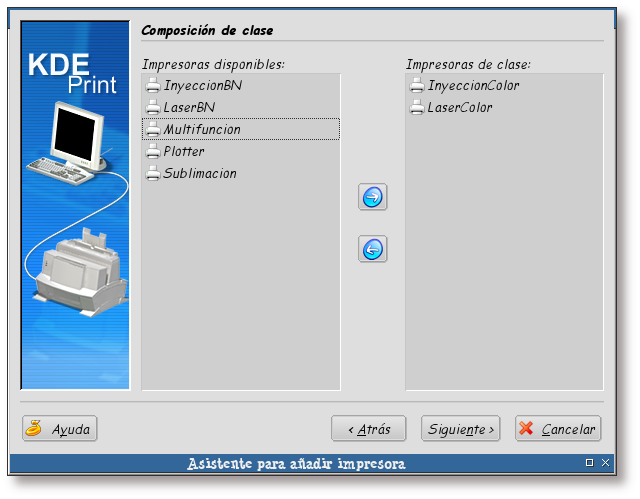 Composición de clase
KDE
Print
Impresoras disponibles:
InyeccionBN
LaserBN
Multifuncion
Plotter
Sublimacion
Impresoras de clase:
InyeccionColor
LaserColor
Ayuda
< Atrás
Siguiente >
Cancelar
Asistente para añadir impresora